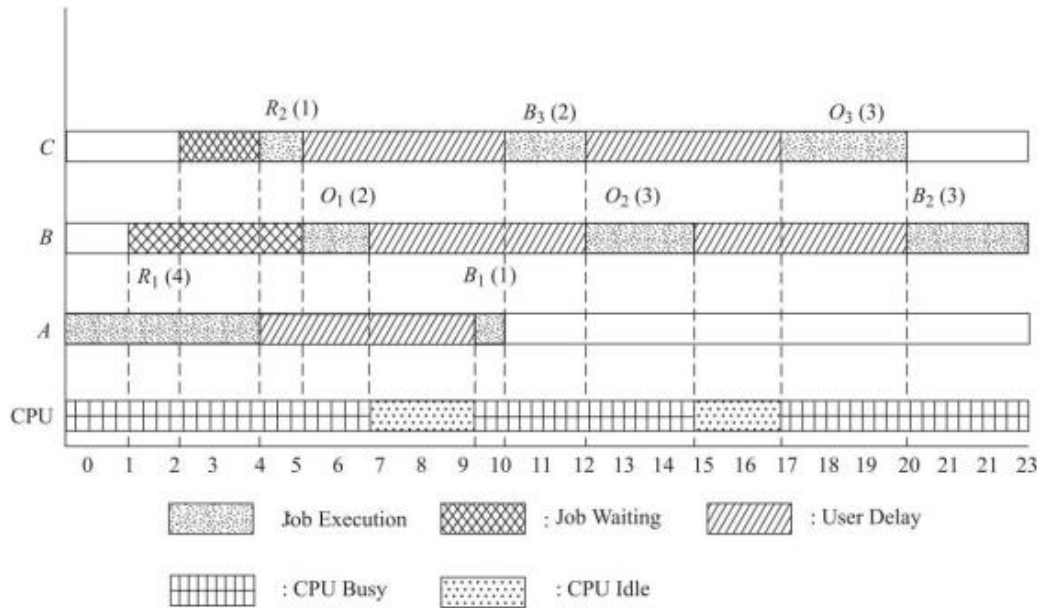 R₂ (1) B₃ (2) O₃ (3)
C
O₁ (2) O₂ (3) B₂ (3)
B
R₁ (4) B₁ (1)
A
CPU
0 1 2 3 4 5 6 7 8 9 10 11 12 13 14 15 16 17 18 19 20 21 21 23
Job Execution : Job Waiting : User Delay
: CPU Busy : CPU Idle